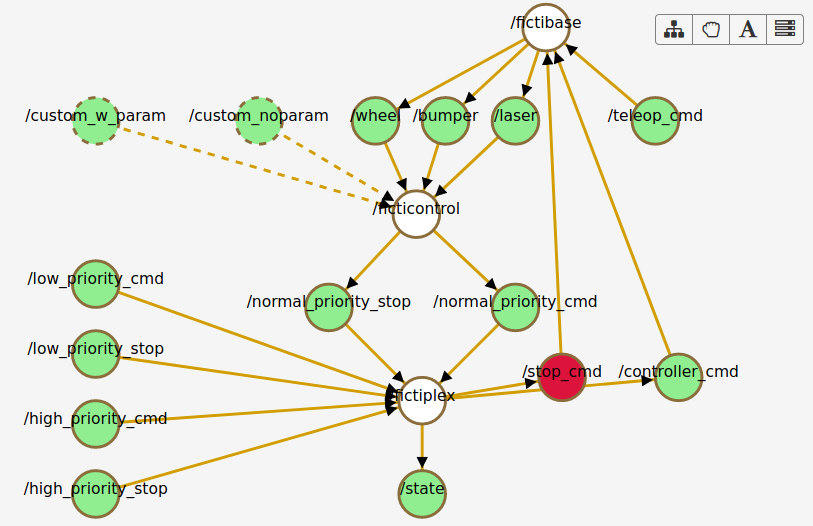 /fictibase
A
/custom_w_param
/custom_noparam
/wheel
/bumper
/laser
/teleop_cmd
/ficticontrol
/low_priority_cmd
/normal_priority_stop
/normal_priority_cmd
/low_priority_stop
/stop_cmd
/controller_cmd
/fictiplex
/high_priority_cmd
/high_priority_stop
/state